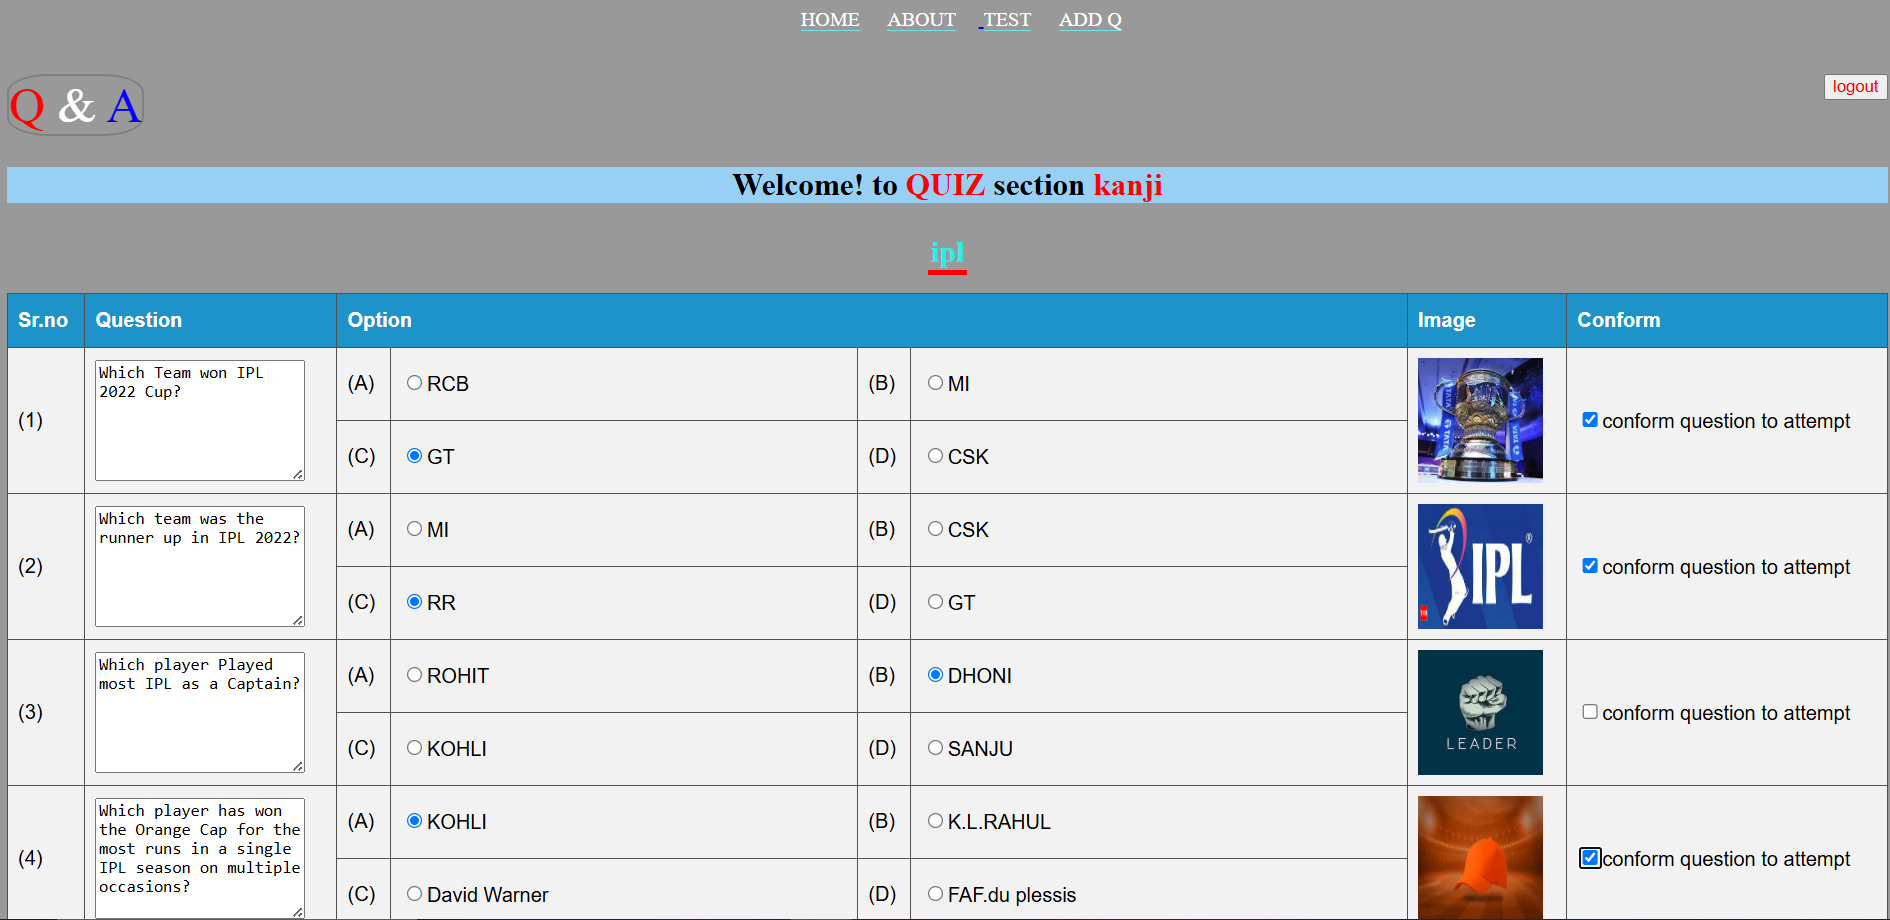 HOME ABOUT TEST ADD Q
Q & A
logout
Welcome! to QUIZ section kanji
ipl
Sr.no Question Option Image Conform
(1)
Which Team won IPL
2022 Cup?
(A) RCB (B) MI
(C) GT (D) CSK
TATA
TATA
conform question to attempt
(2)
Which team was the
runner up in IPL 2022?
(A) MI (B) CSK
(C) RR (D) GT
IPL
conform question to attempt
(3)
Which player Played
most IPL as a Captain?
(A) ROHIT (B) DHONI
(C) KOHLI (D) SANJU
LEADER
conform question to attempt
(4)
Which player has won
the Orange Cap for the
most runs in a single
IPL season on multiple
occasions?
(A) KOHLI (B) K.L.RAHUL
(C) David Warner (D) FAF.du plessis
conform question to attempt